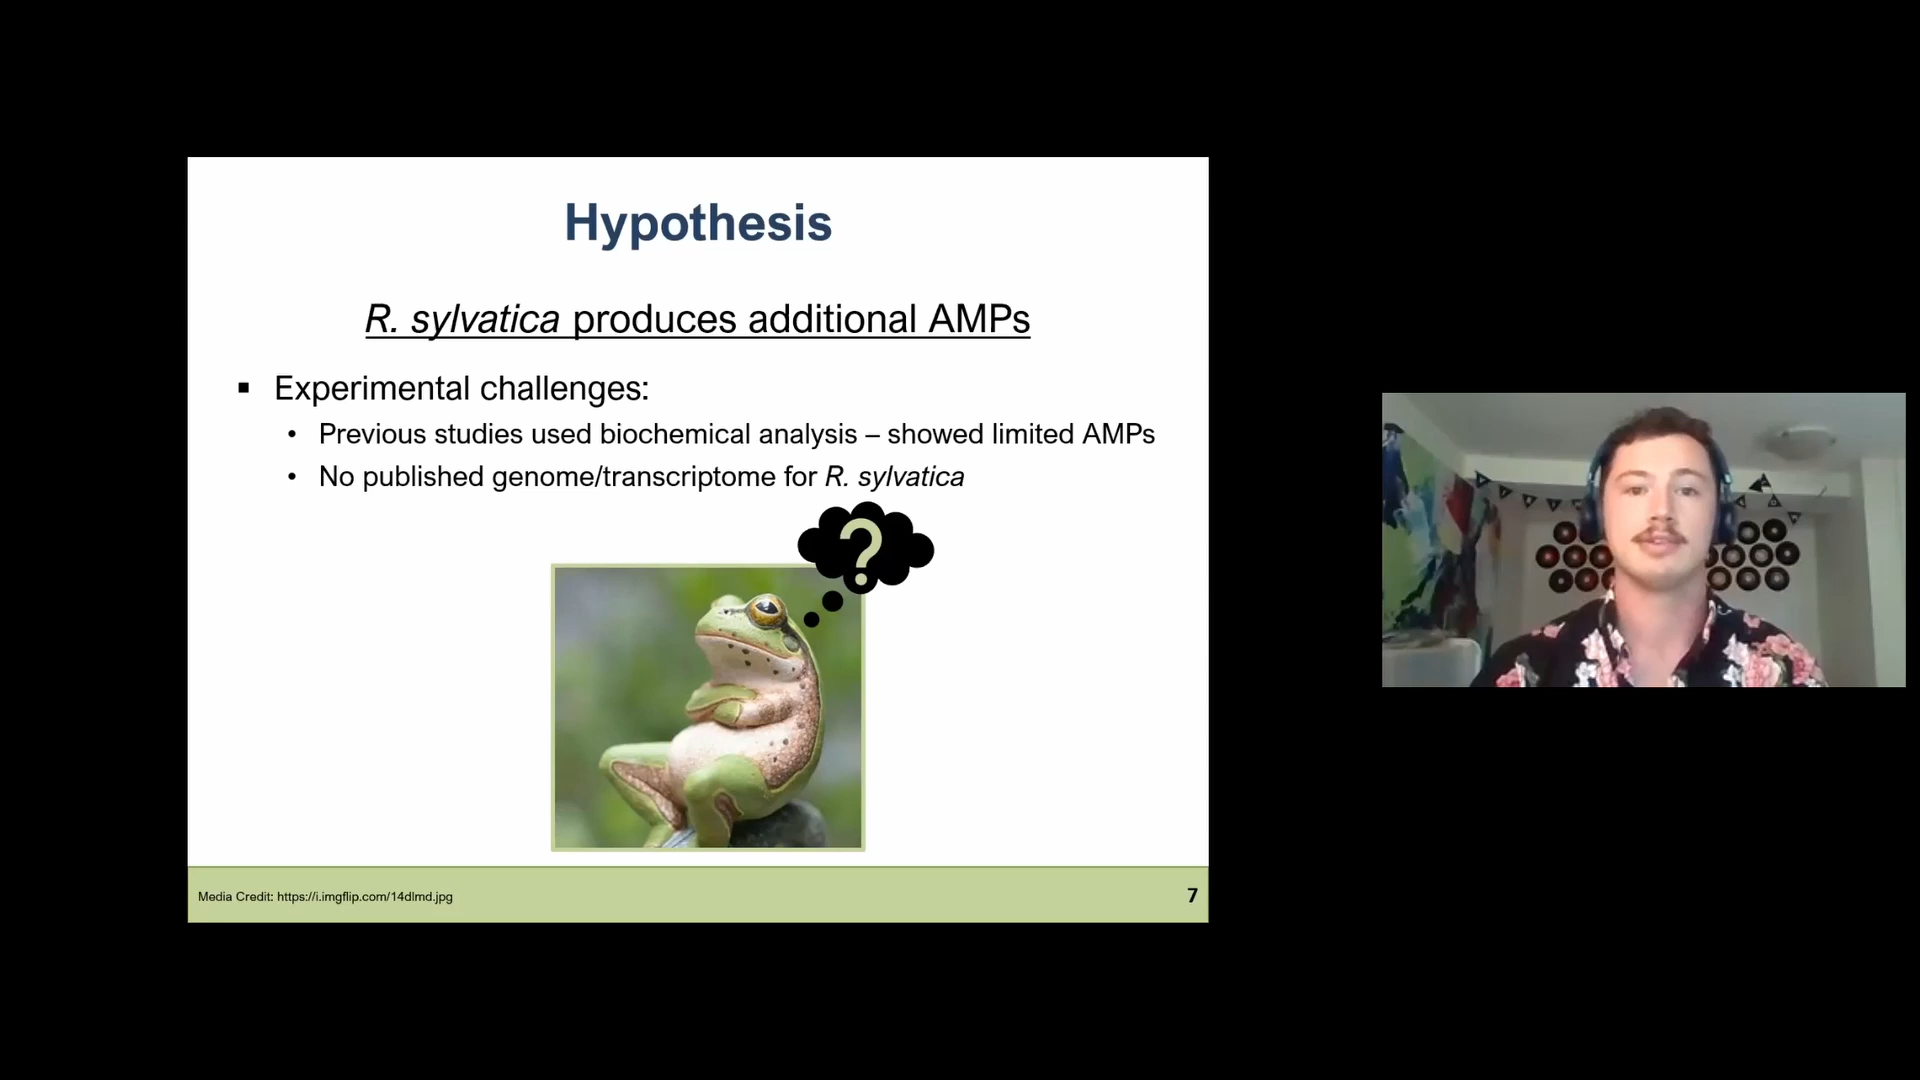 Hypothesis
R. sylvatica produces additional AMPs
▪ Experimental challenges:
• Previous studies used biochemical analysis – showed limited AMPs
• No published genome/transcriptome for R. sylvatica
?
Media Credit: https://i.imgflip.com/14dlmd.jpg
7